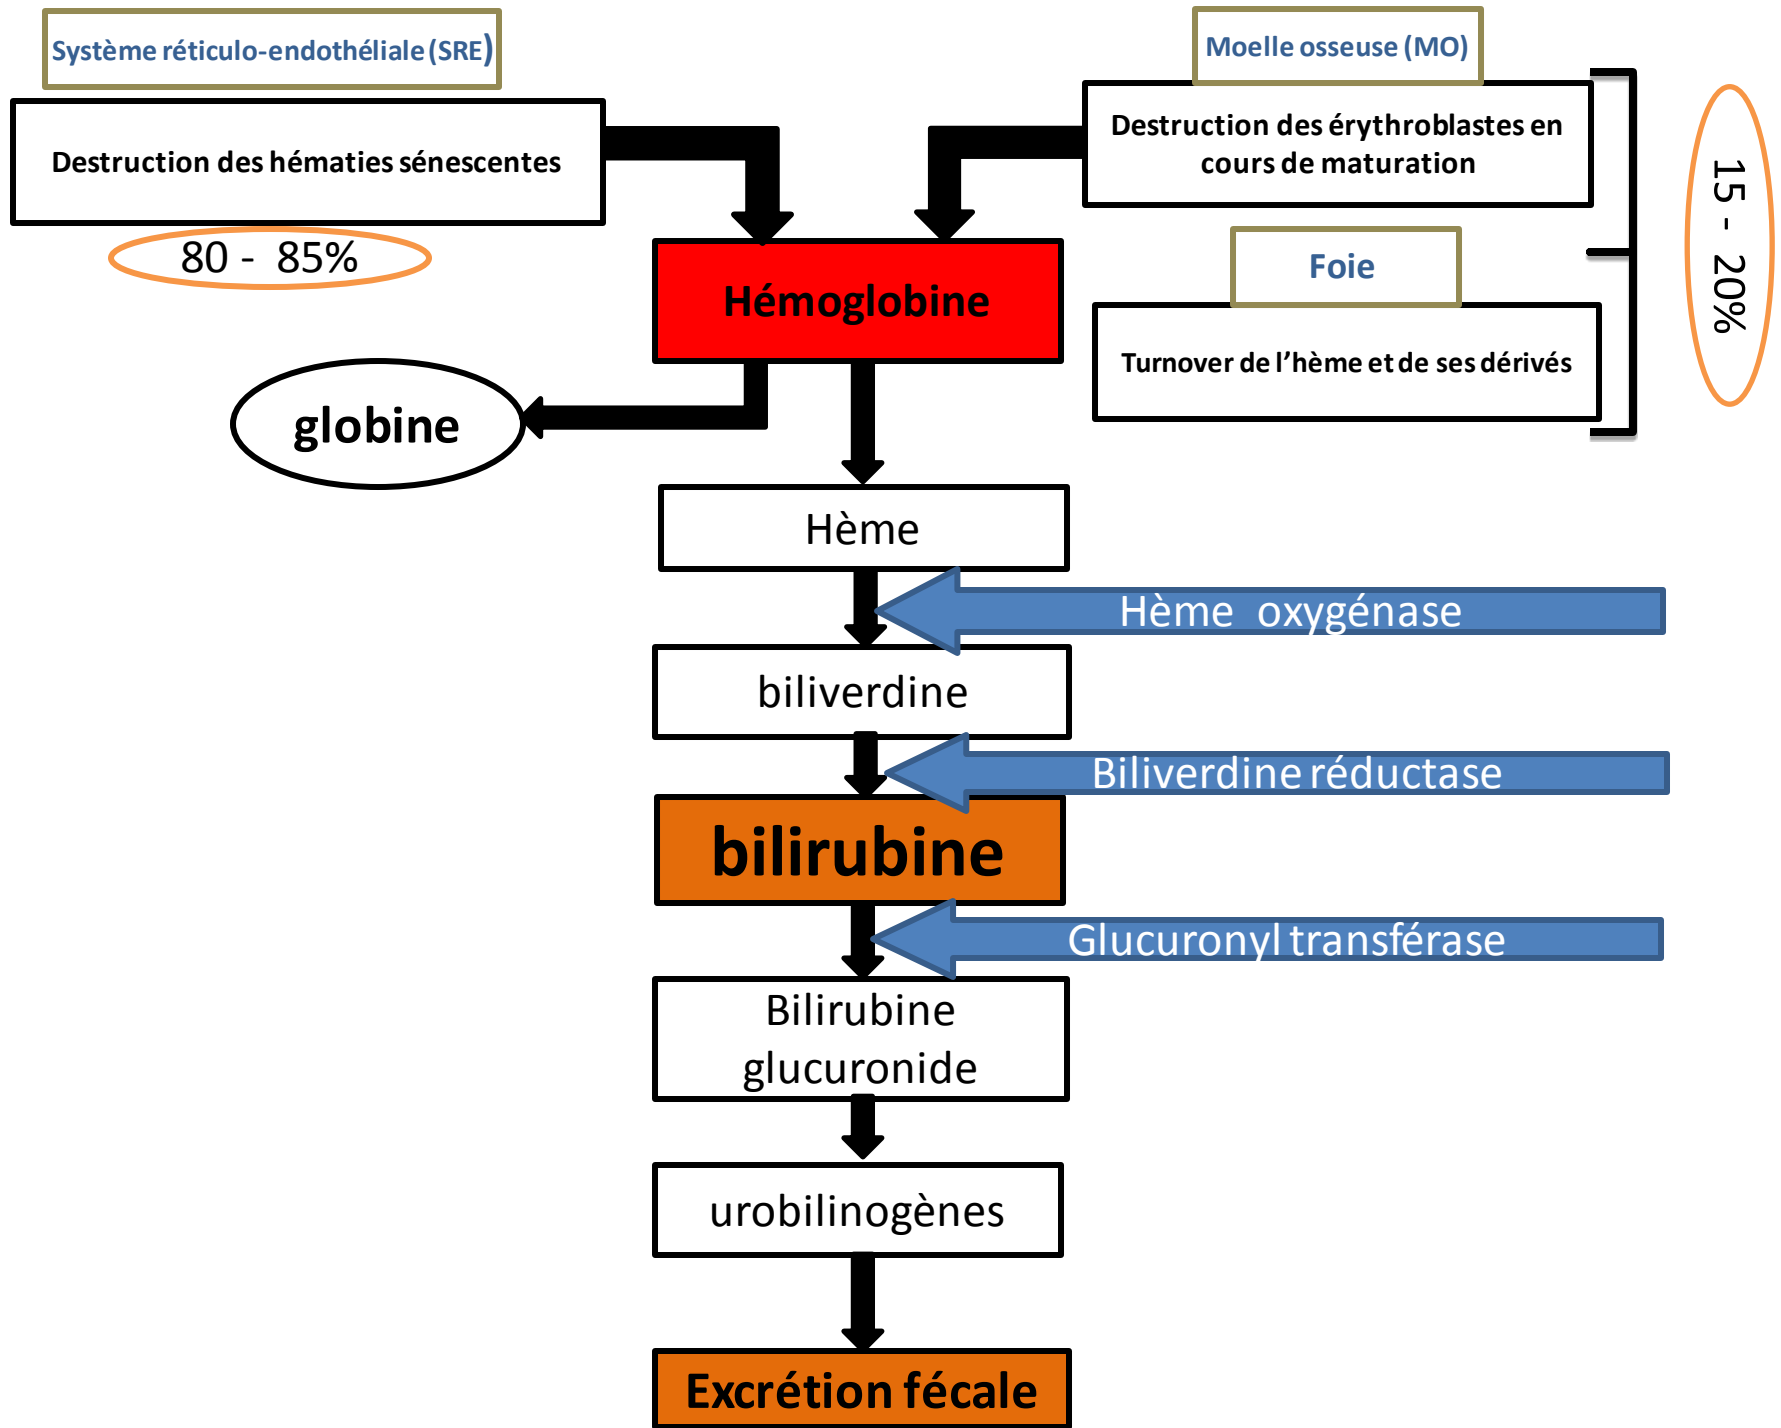 Système réticulo-endothéliale (SRE)
Destruction des hématies sénescentes
80 - 85%
Moelle osseuse (MO)
Destruction des érythroblastes en
cours de maturation
Foie
Turnover de l’hème et de ses dérivés
15 - 20%
Hémoglobine
globine
Hème
Hème oxygénase
biliverdine
Biliverdine réductase
bilirubine
Glucuronyl transférase
Bilirubine
glucuronide
urobilinogènes
Excrétion fécale